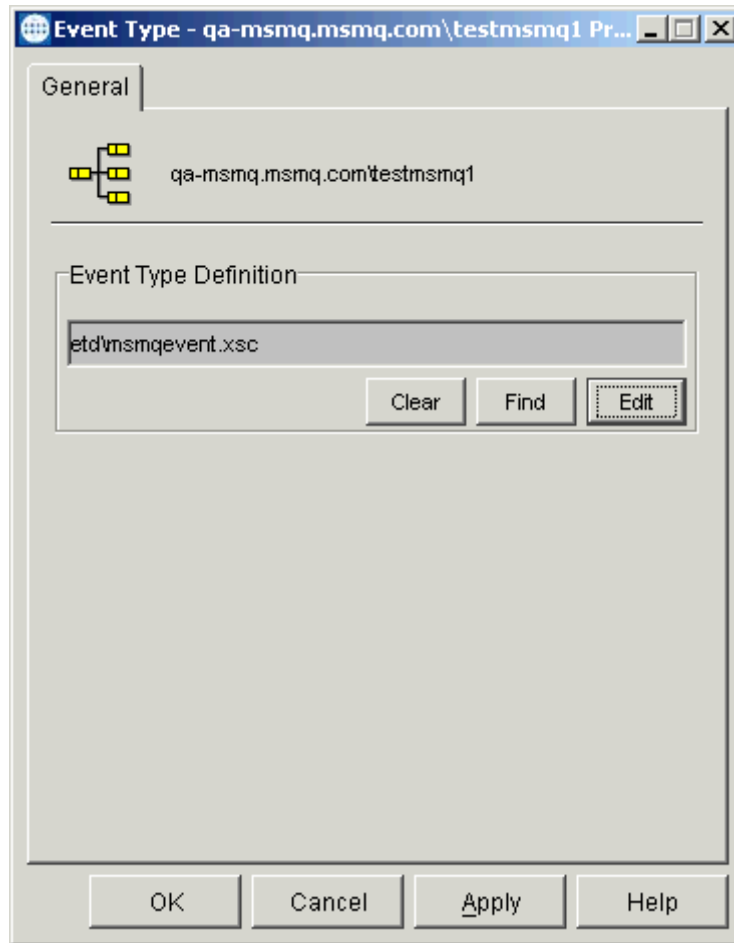 Event Type - qa-msmq.msmq.com\testmsmq1 Pr...
General
qa-msmq.msmq.com\testmsmq1
Event Type Definition
etd\msmqevent.xsc
Clear Find Edit
OK Cancel Apply Help